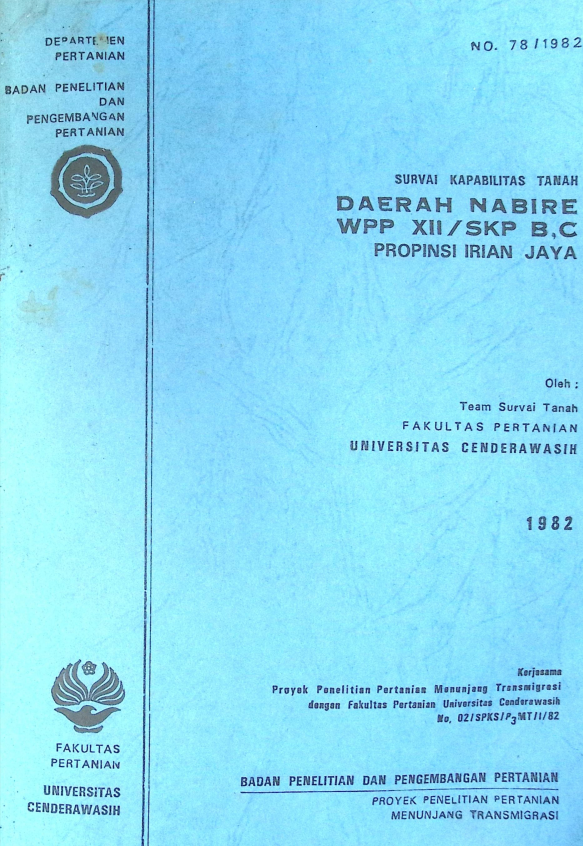 DEPARTEMEN
PERTANIAN
BADAN PENELITIAN
DAN
PENGEMBANGAN
PERTANIAN
NO. 78/1982
SURVAI KAPABILITAS TANAH
DAERAH NABIRE
WPP XII/SKP B,C
PROPINSI IRIAN JAYA
Oleh :
Team Survai Tanah
FAKULTAS PERTANIAN
UNIVERSITAS CENDERAWASIH
1982
Kerjasama
Proyek Penelitian Pertanian Menunjang Transmigrasi
dengan Fakultas Pertanian Universitas Cenderawasih
No, 02/SPKS/P3MT/I/82
FAKULTAS
PERTANIAN
UNIVERSITAS
CENDERAWASIH
BADAN PENELITIAN DAN PENGEMBANGAN PERTANIAN
PROYEK PENELITIAN PERTANIAN
MENUNJANG TRANSMIGRASI